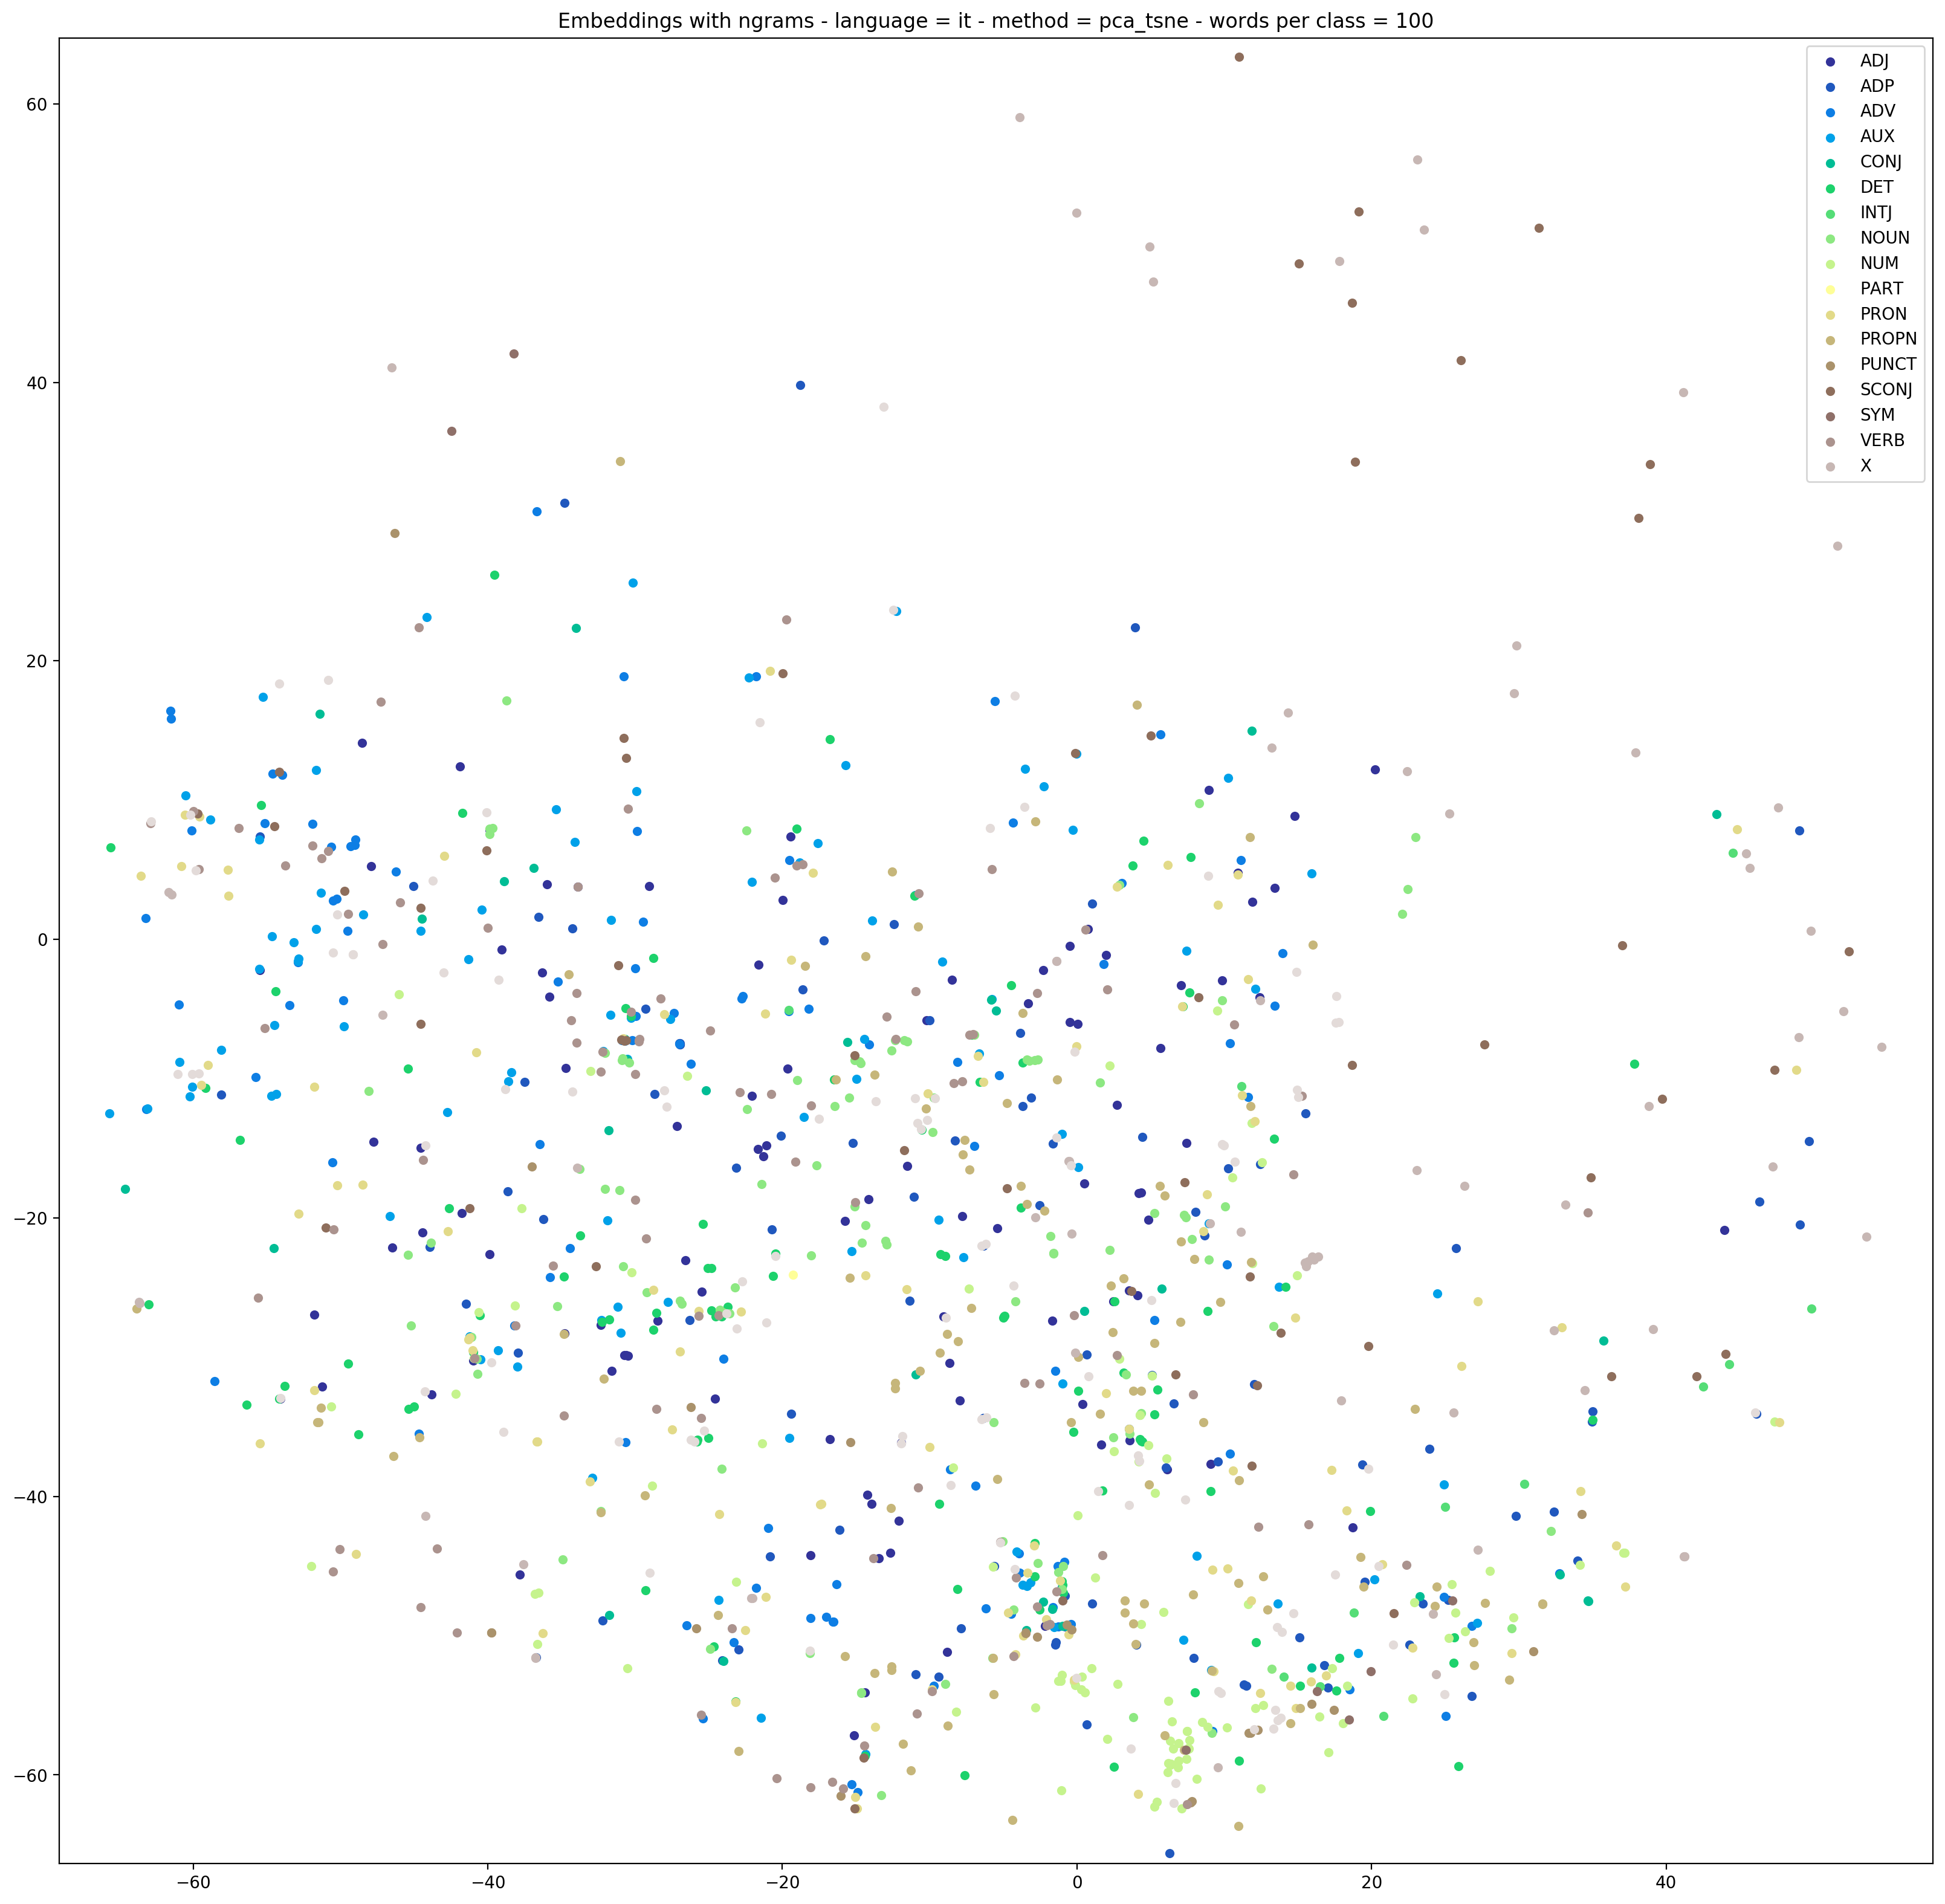 Embeddings with ngrams - language = it - method = pca_tsne - words per class = 100
ADJ
ADP
ADV
AUX
CONJ
DET
INTJ
NOUN
NUM
PART
PRON
PROPN
PUNCT
SCONJ
SYM
VERB
X
60
40
20
0
−20
−40
−60
−60
−40
−20
0
20
40